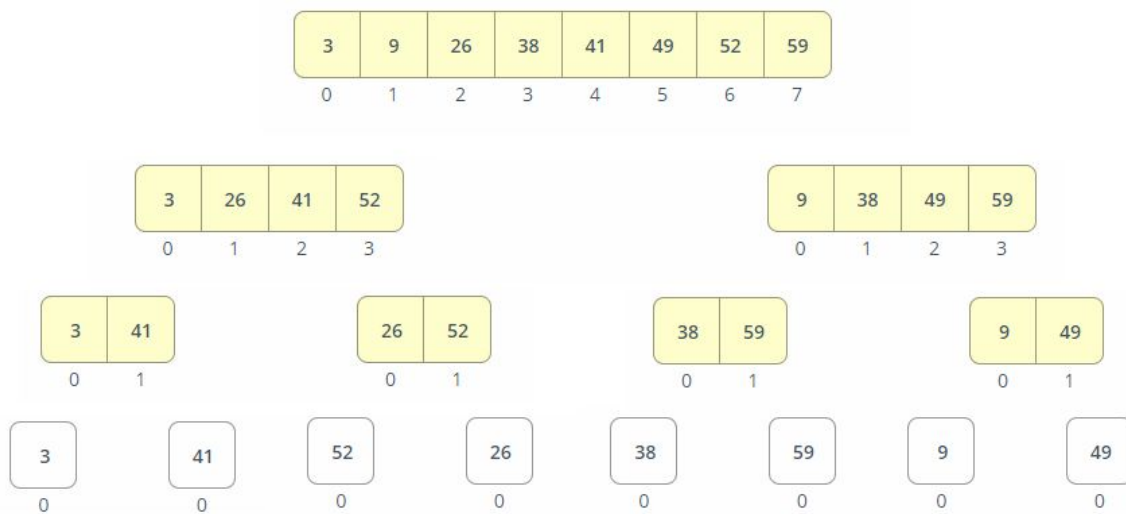 3 9 26 38 41 49 52 59
0 1 2 3 4 5 6 7
3 26 41 52 9 38 49 59
0 1 2 3 0 1 2 3
3 41 26 52 38 59 9 49
0 1 0 1 0 1 0 1
3 41 52 26 38 59 9 49
0 0 0 0 0 0 0 0